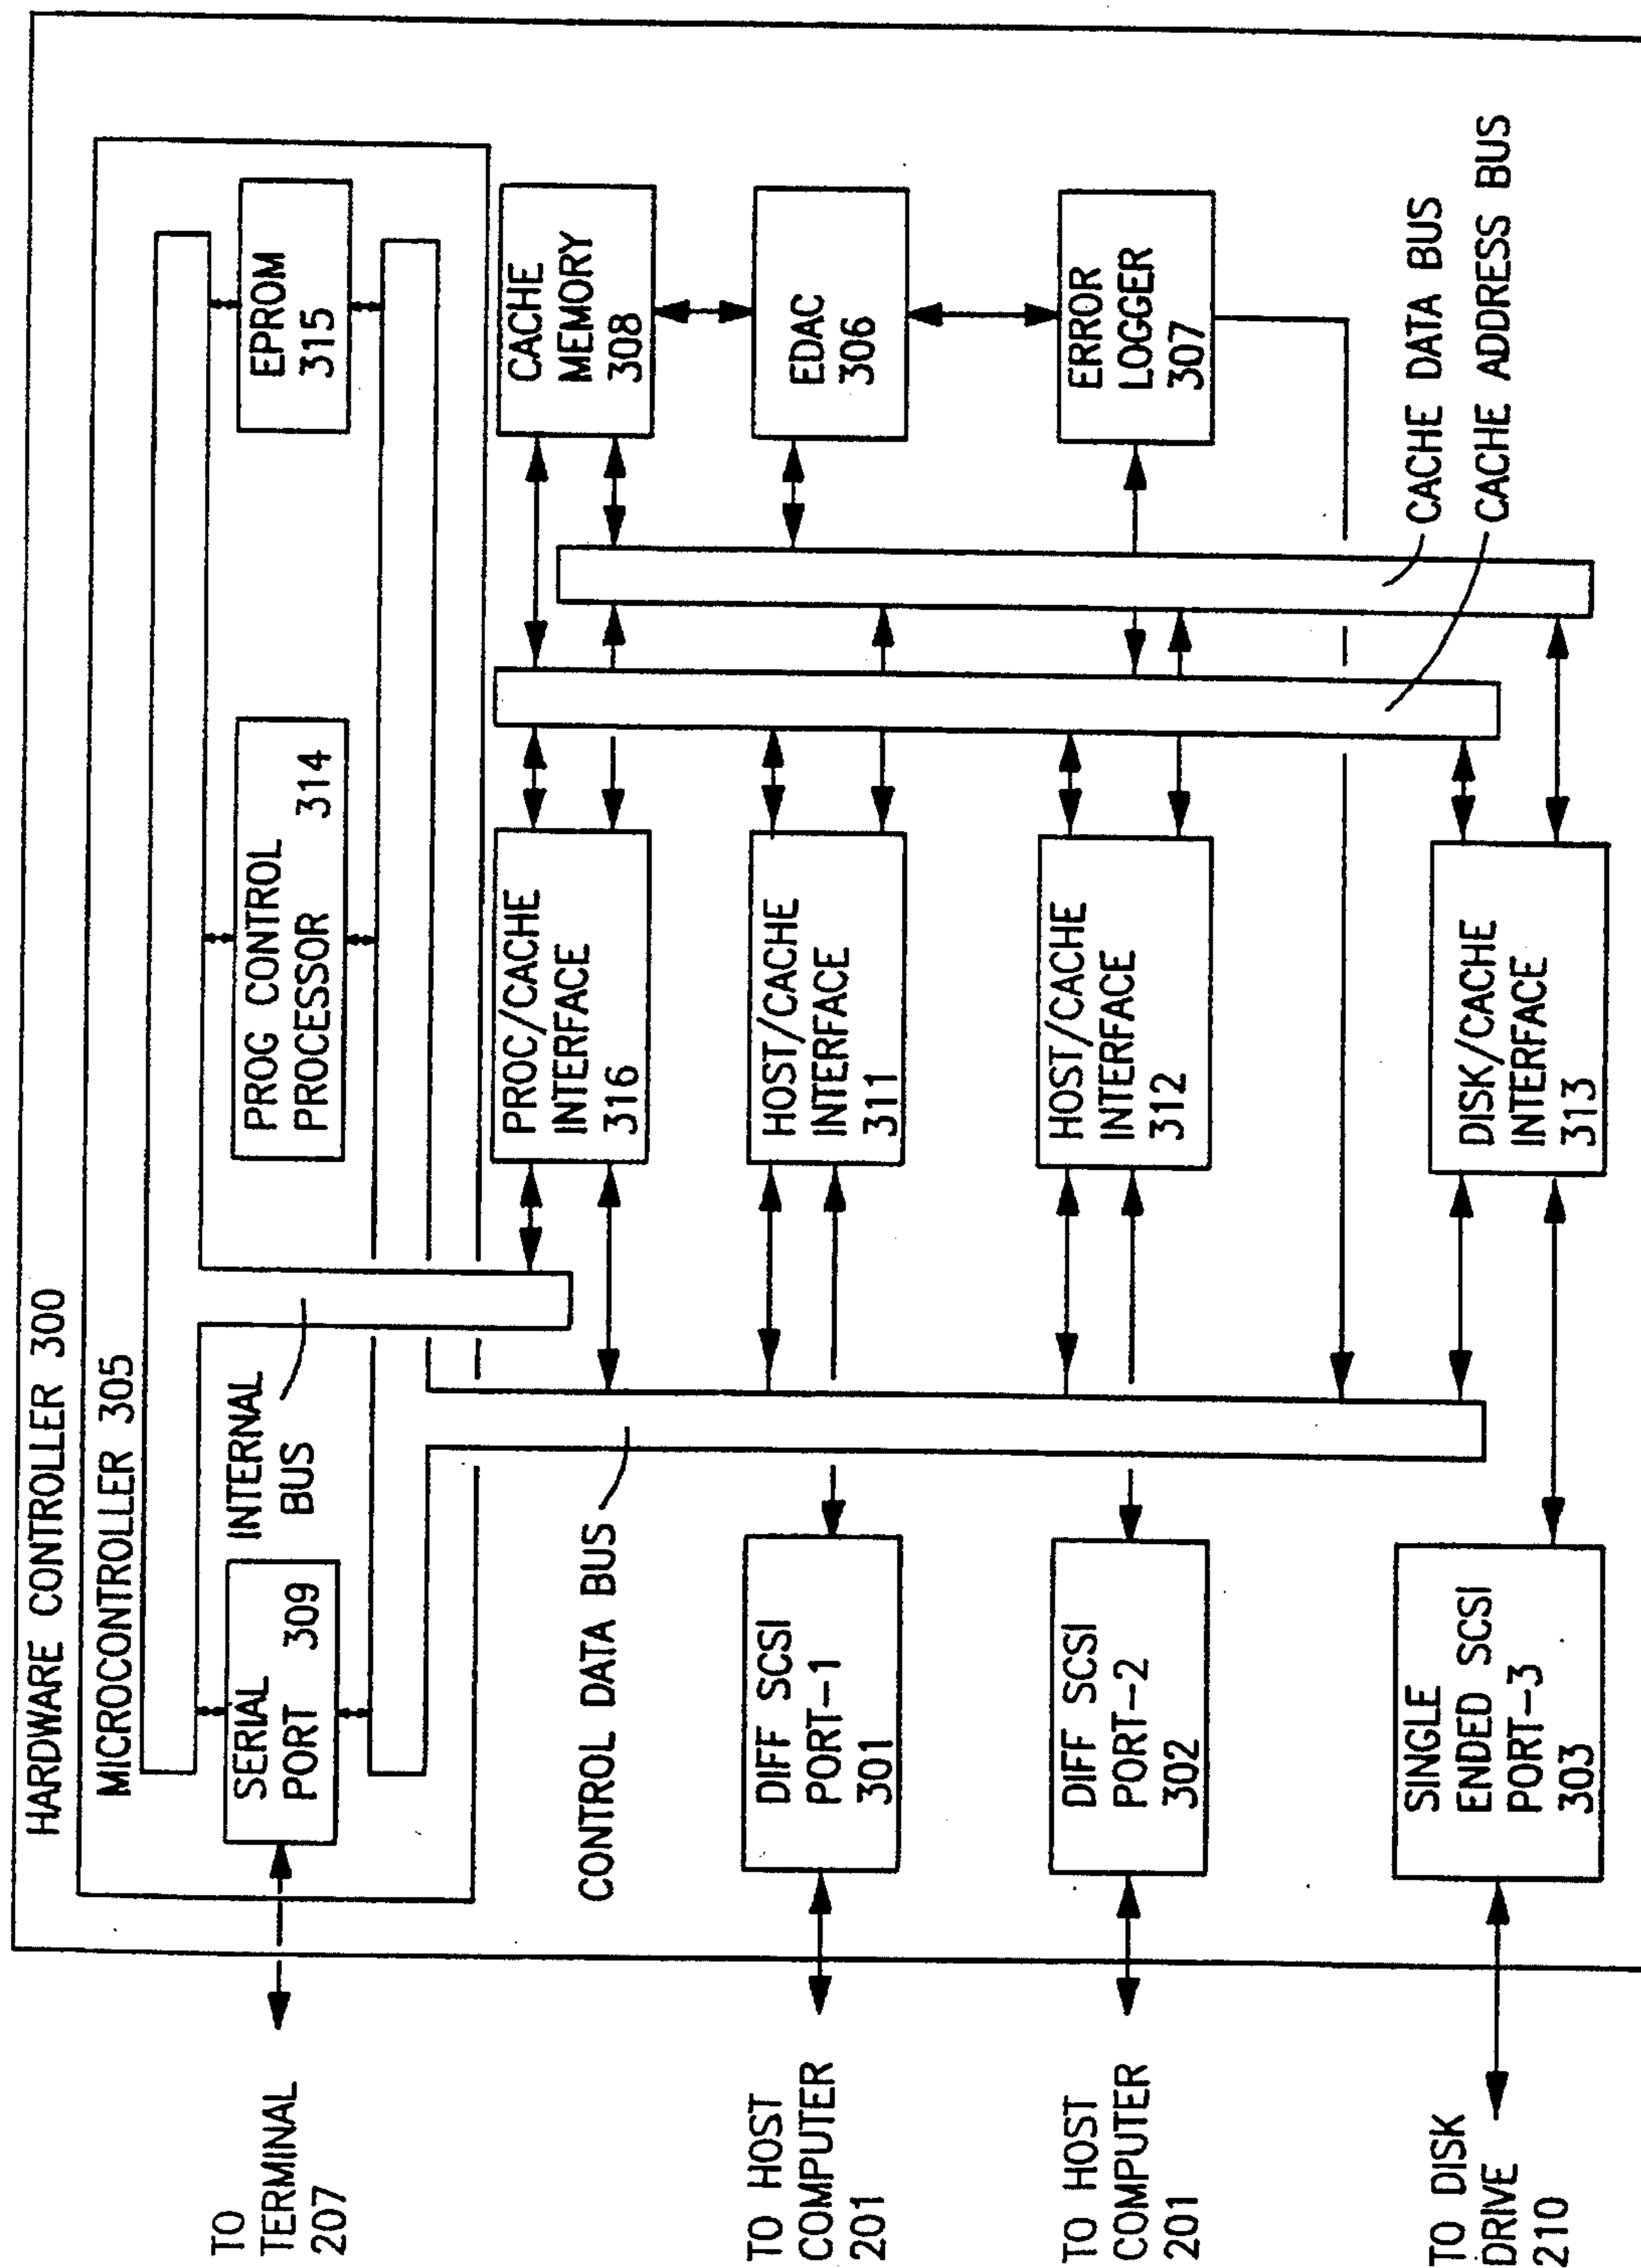 HARDWARE CONTROLLER 300
MICROCONTROLLER 305
TO
TERMINAL
207
SERIAL
PORT 309
INTERNAL
BUS
PROG CONTROL
PROCESSOR 314
EPROM
315
CONTROL DATA BUS
PROC/CACHE
INTERFACE
316
CACHE
MEMORY
308
TO HOST
COMPUTER
201
DIFF SCSI
PORT-1
301
HOST/CACHE
INTERFACE
311
EDAC
306
TO HOST
COMPUTER
201
DIFF SCSI
PORT-2
302
HOST/CACHE
INTERFACE
312
ERROR
LOGGER
307
TO DISK
DRIVE
210
SINGLE
ENDED SCSI
PORT-3
303
DISK/CACHE
INTERFACE
313
CACHE DATA BUS
CACHE ADDRESS BUS